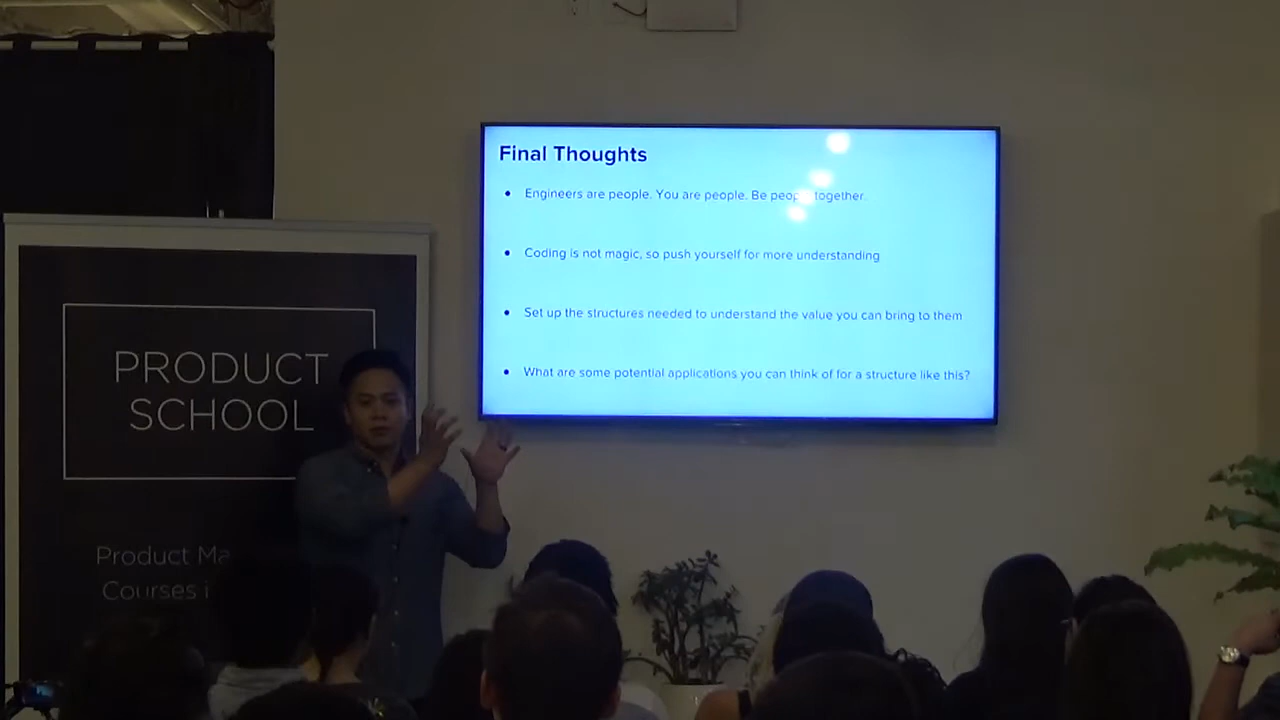 Final Thoughts
• Engineers are people. You are people. Be people together.
• Coding is not magic, so push yourself for more understanding
• Set up the structures needed to understand the value you can bring to them
• What are some potential applications you can think of for a structure like this?
PRODUCT
SCHOOL
Product Ma
Courses i